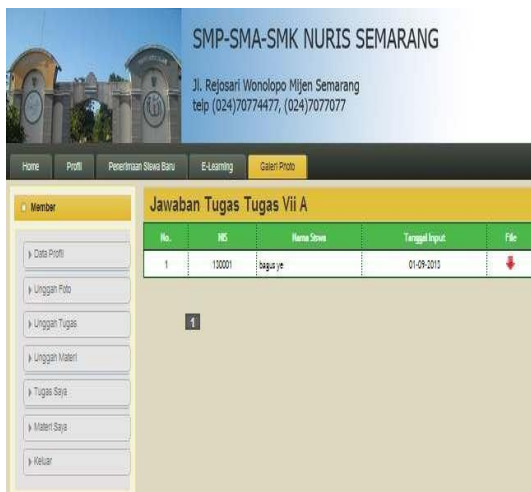 SMP-SMA-SMK NURIS SEMARANG
Jl. Rejosari Wonolopo Mijen Semarang
telp (024)70774477, (024)7077077
Home Profil Penerimaan Siswa Baru E-Learning Galeri Photo
Member
Data Profil
Unggah Foto
Unggah Tugas
Unggah Materi
Tugas Saya
Materi Saya
Keluar
Jawaban Tugas Tugas Vii A
No. NIS Nama Siswa Tanggal Input File
1 130001 bagus ye 01-09-2013
1